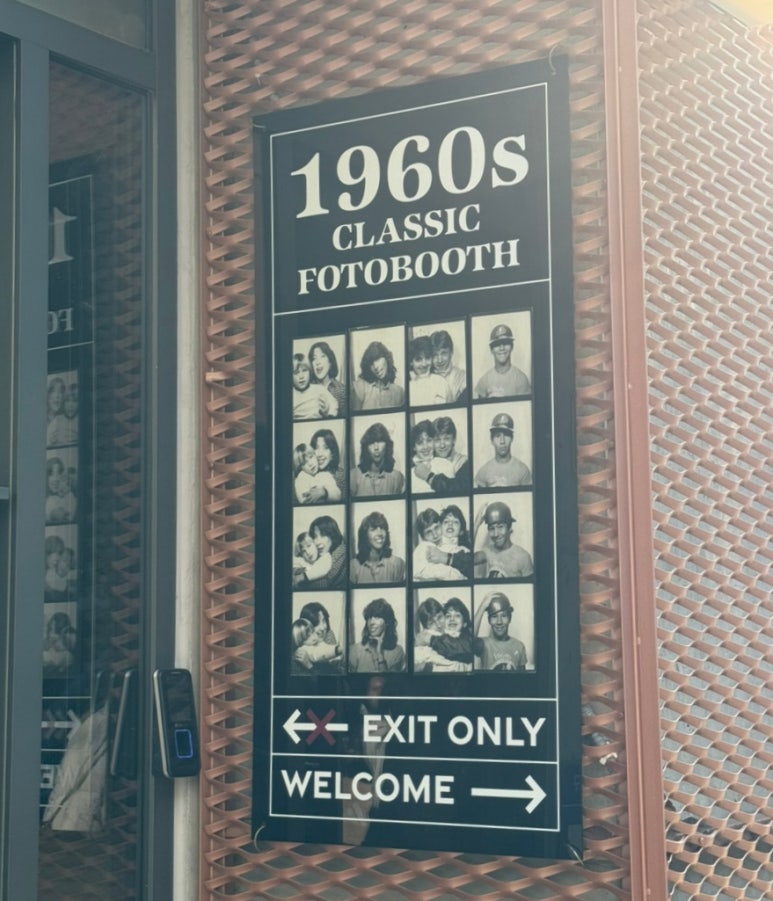 1960s
CLASSIC
FOTOBOOTH
← EXIT ONLY
WELCOME →